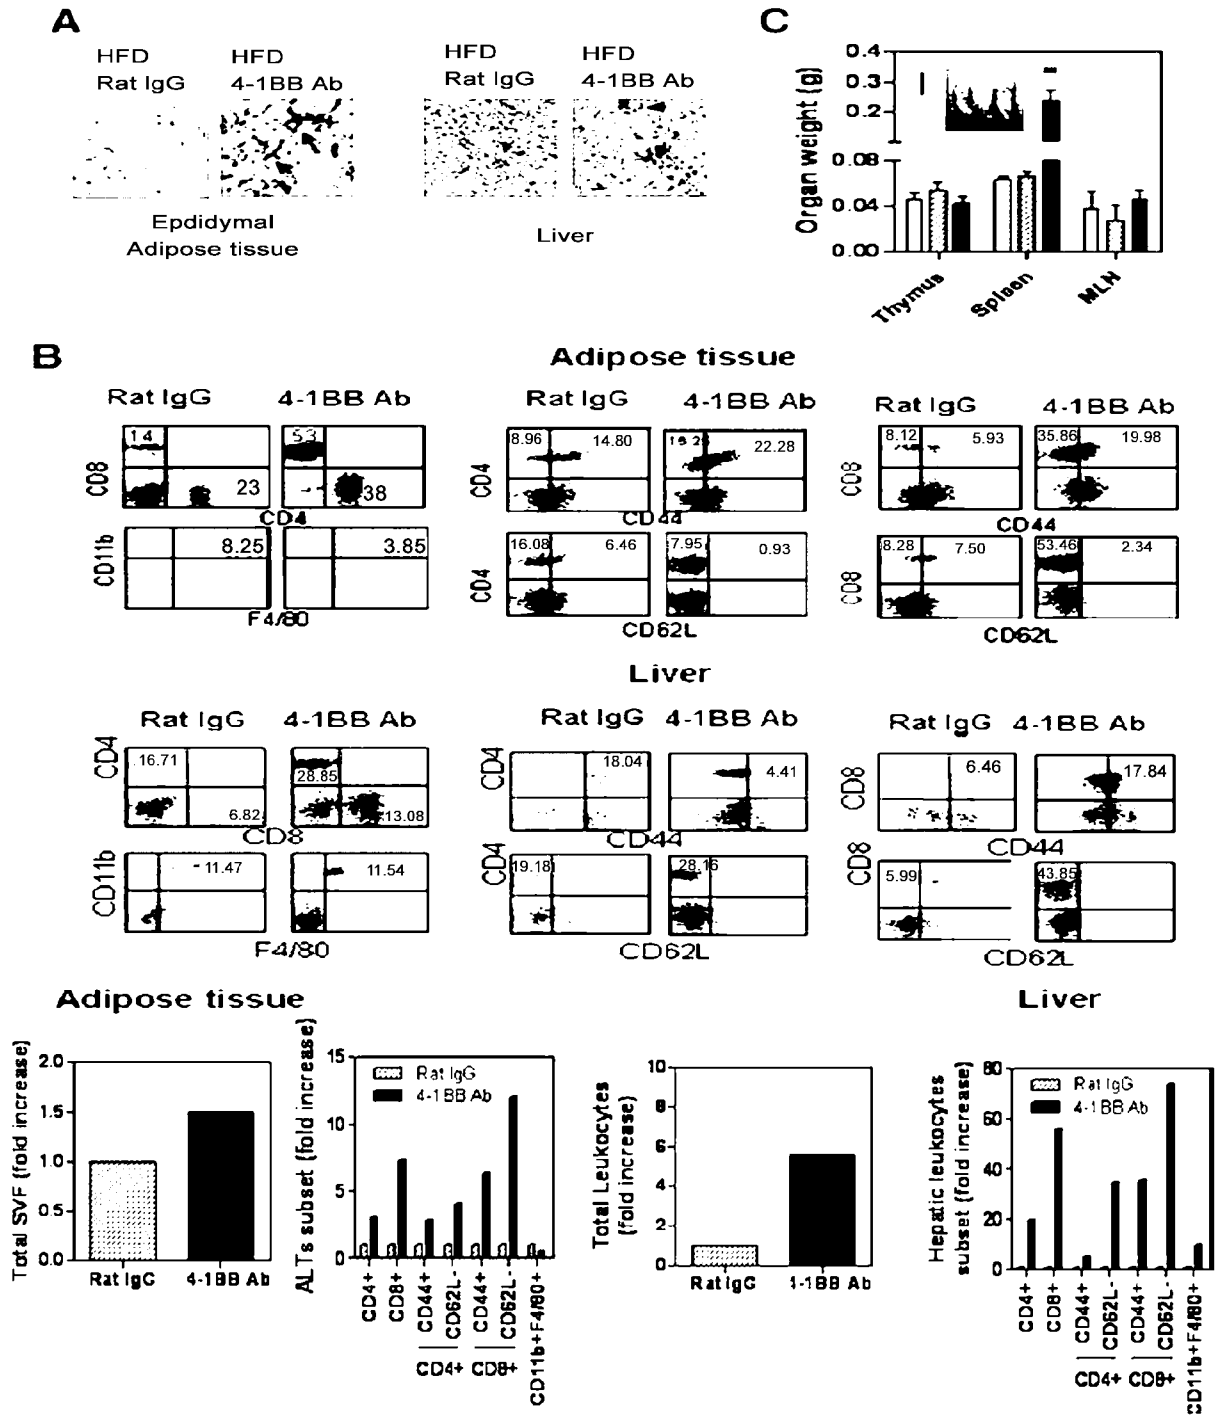 A
HFD
Rat IgG
HFD
4-1BB Ab
HFD
Rat IgG
HFD
4-1BB Ab
Epdidymal
Adipose tissue
Liver
C
Organ weight (g)
0.4
0.3
0.2
0.08
0.04
0.00
Thymus
Spleen
MLN
B
Adipose tissue
Rat IgG
4-1BB Ab
Rat IgG
4-1BB Ab
Rat IgG
4-1BB Ab
CD8
14
23
53
38
CD4
CD4
8.96
14.80
22.28
CD44
CD8
8.12
5.93
35.86
19.98
CD44
CD11b
8.25
3.85
F4/80
CD4
16.08
6.46
7.95
0.93
CD62L
CD8
8.28
7.50
53.46
2.34
CD62L
Liver
Rat IgG
4-1BB Ab
Rat IgG
4-1BB Ab
Rat IgG
4-1BB Ab
CD4
16.71
6.82
28.85
13.08
CD8
CD4
18.04
4.41
CD44
CD8
6.46
17.84
CD44
CD11b
11.47
11.54
F4/80
CD4
19.18
28.16
CD62L
CD8
5.99
43.85
CD62L
Adipose tissue
Liver
Total SVF (fold increase)
2.0
1.5
1.0
0.5
0.0
Rat IgG
4-1BB Ab
ALTs subset (fold increase)
15
10
5
0
Rat IgG
4-1BB Ab
CD4+
CD8+
CD44+
CD62L-
CD44+
CD62L-
CD11b+F4/80+
CD4+
CD8+
Total Leukocytes
(fold increase)
10
8
6
4
2
0
Rat IgG
4-1BB Ab
Hepatic leukocytes
subset (fold increase)
80
60
40
20
0
Rat IgG
4-1BB Ab
CD4+
CD8+
CD44+
CD62L-
CD44+
CD62L-
CD11b+F4/80+
CD4+
CD8+